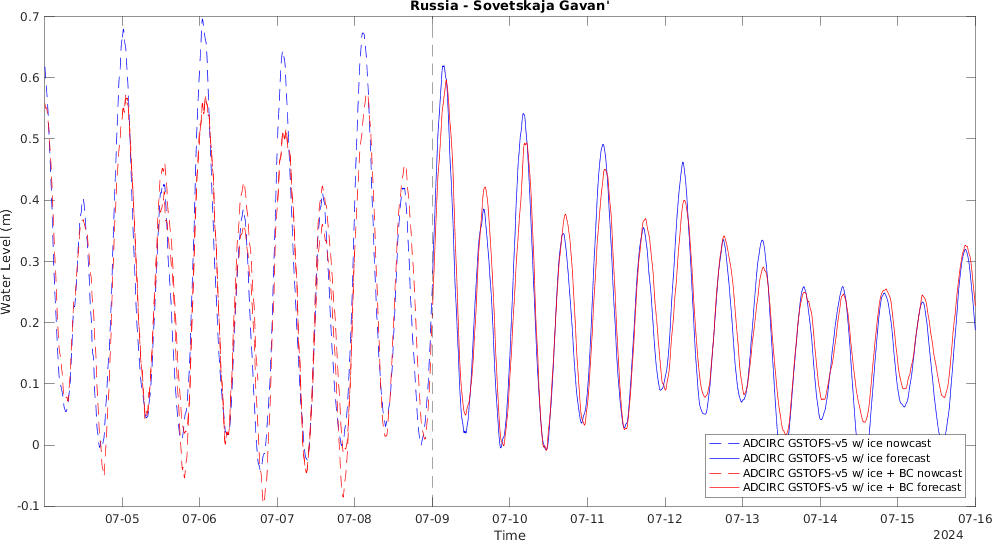 Russia - Sovetskaja Gavan'
0.7
0.6
0.5
0.4
0.3
0.2
0.1
0
-0.1
Water Level (m)
07-05 07-06 07-07 07-08 07-09 07-10 07-11 07-12 07-13 07-14 07-15 07-16
Time
2024
ADCIRC GSTOFS-v5 w/ ice nowcast
ADCIRC GSTOFS-v5 w/ ice forecast
ADCIRC GSTOFS-v5 w/ ice + BC nowcast
ADCIRC GSTOFS-v5 w/ ice + BC forecast